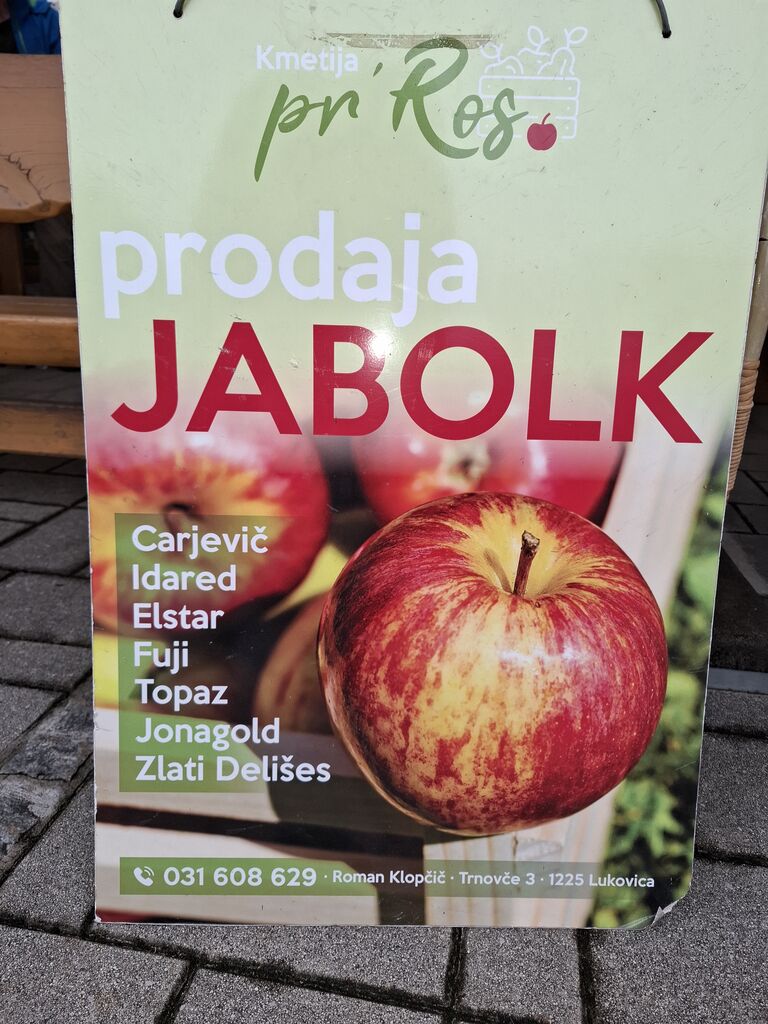 Kmetija
pr'Ros
prodaja
JABOLK
Carjevič
Idared
Elstar
Fuji
Topaz
Jonagold
Zlati Delišes
031 608 629 · Roman Klopčič · Trnovče 3 · 1225 Lukovica